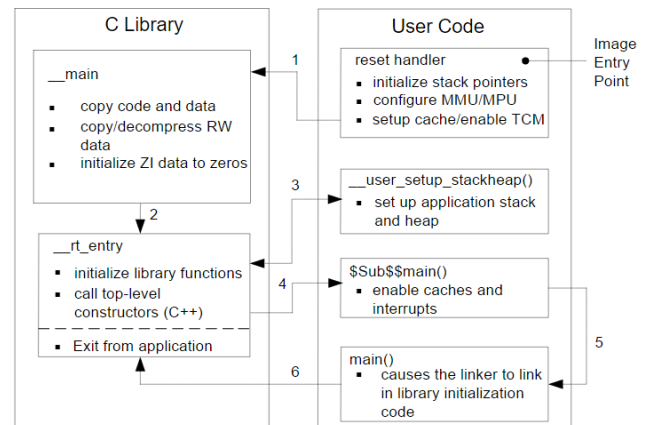 C Library
__main
▪ copy code and data
▪ copy/decompress RW
data
▪ initialize ZI data to zeros
2
__rt_entry
▪ initialize library functions
▪ call top-level
constructors (C++)
▪ Exit from application
1
3
4
6
User Code
reset handler
▪ initialize stack pointers
▪ configure MMU/MPU
▪ setup cache/enable TCM
__user_setup_stackheap()
▪ set up application stack
and heap
$Sub$$main()
▪ enable caches and
interrupts
main()
▪ causes the linker to link
in library initialization
code
5
Image
Entry
Point